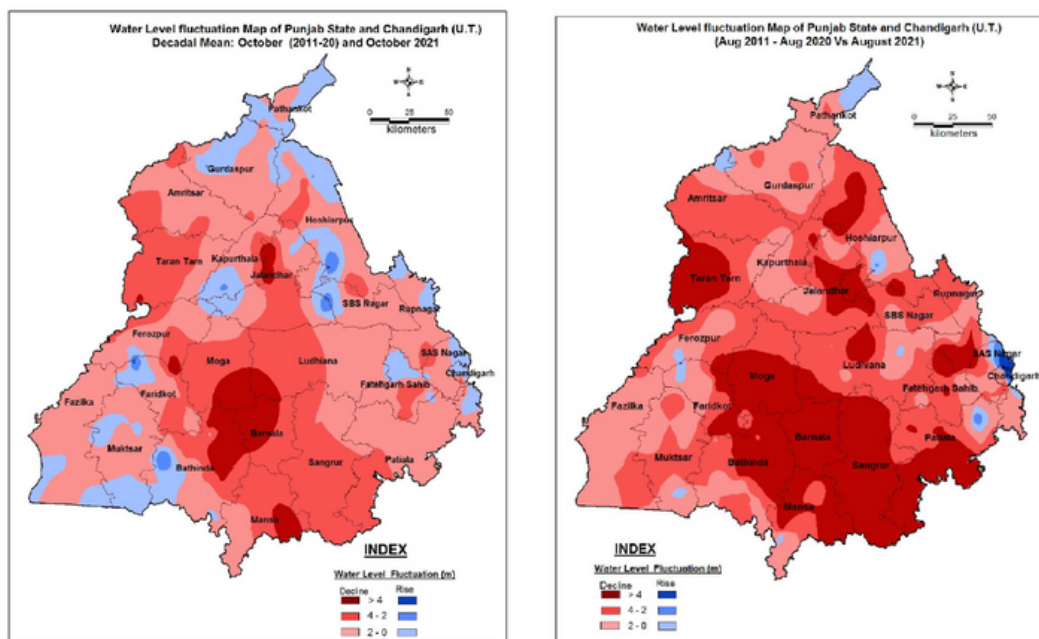 Water Level fluctuation Map of Punjab State and Chandigarh (U.T.)
Decadal Mean: October (2011-20) and October 2021
N
W E
S
0 25 50
kilometers
Pathankot
Gurdaspur
Amritsar
Hoshiarpur
Taran Tarn
Kapurthala
Jalandhar
SBS Nagar
Rupnagar
Ferozpur
Moga
Ludhiana
SAS Nagar
Chandigarh
Fatehgarh Sahib
Fazilka
Faridkot
Muktsar
Barnala
Bathinda
Sangrur
Patiala
Mansa
INDEX
Water Level Fluctuation (m)
Decline Rise
> 4
4 - 2
2 - 0
Water Level fluctuation Map of Punjab State and Chandigarh (U.T.)
(Aug 2011 - Aug 2020 Vs August 2021)
N
W E
S
0 25 50
kilometers
Pathankot
Gurdaspur
Amritsar
Hoshiarpur
Taran Tarn
Kapurthala
Jalandhar
Rupnagar
SBS Nagar
Ferozpur
SAS Nagar
Ludhiana
Chandigarh
Moga
Fatehgarh Sahib
Fazilka
Faridkot
Barnala
Patiala
Muktsar
Bathinda
Sangrur
Mansa
INDEX
Water Level Fluctuation (m)
Decline Rise
> 4
4 - 2
2 - 0